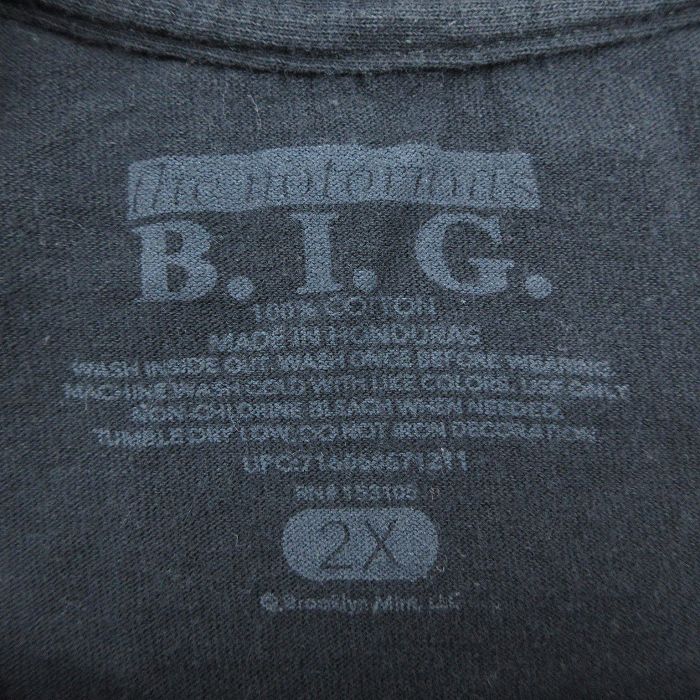 the notorious
B. I. G.
100% COTTON
MADE IN HONDURAS
WASH INSIDE OUT. WASH ONCE BEFORE WEARING.
MACHINE WASH COLD WITH LIKE COLORS. USE ONLY
NON-CHLORINE BLEACH WHEN NEEDED.
TUMBLE DRY LOW, DO NOT IRON DECORATION
2X
© Brooklyn Mint, LLC